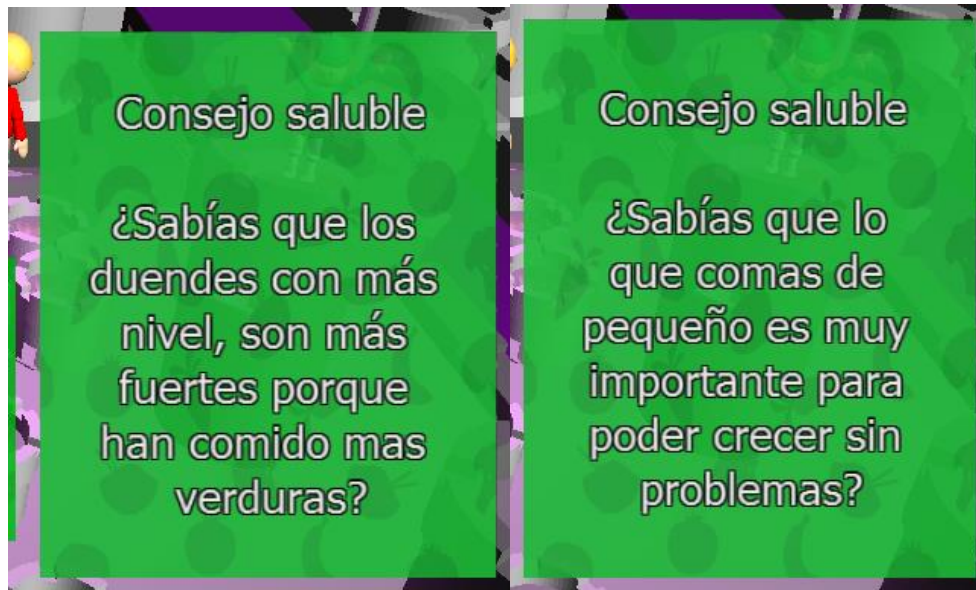 Consejo saluble
¿Sabías que los
duendes con más
nivel, son más
fuertes porque
han comido mas
verduras?
Consejo saluble
¿Sabías que lo
que comas de
pequeño es muy
importante para
poder crecer sin
problemas?